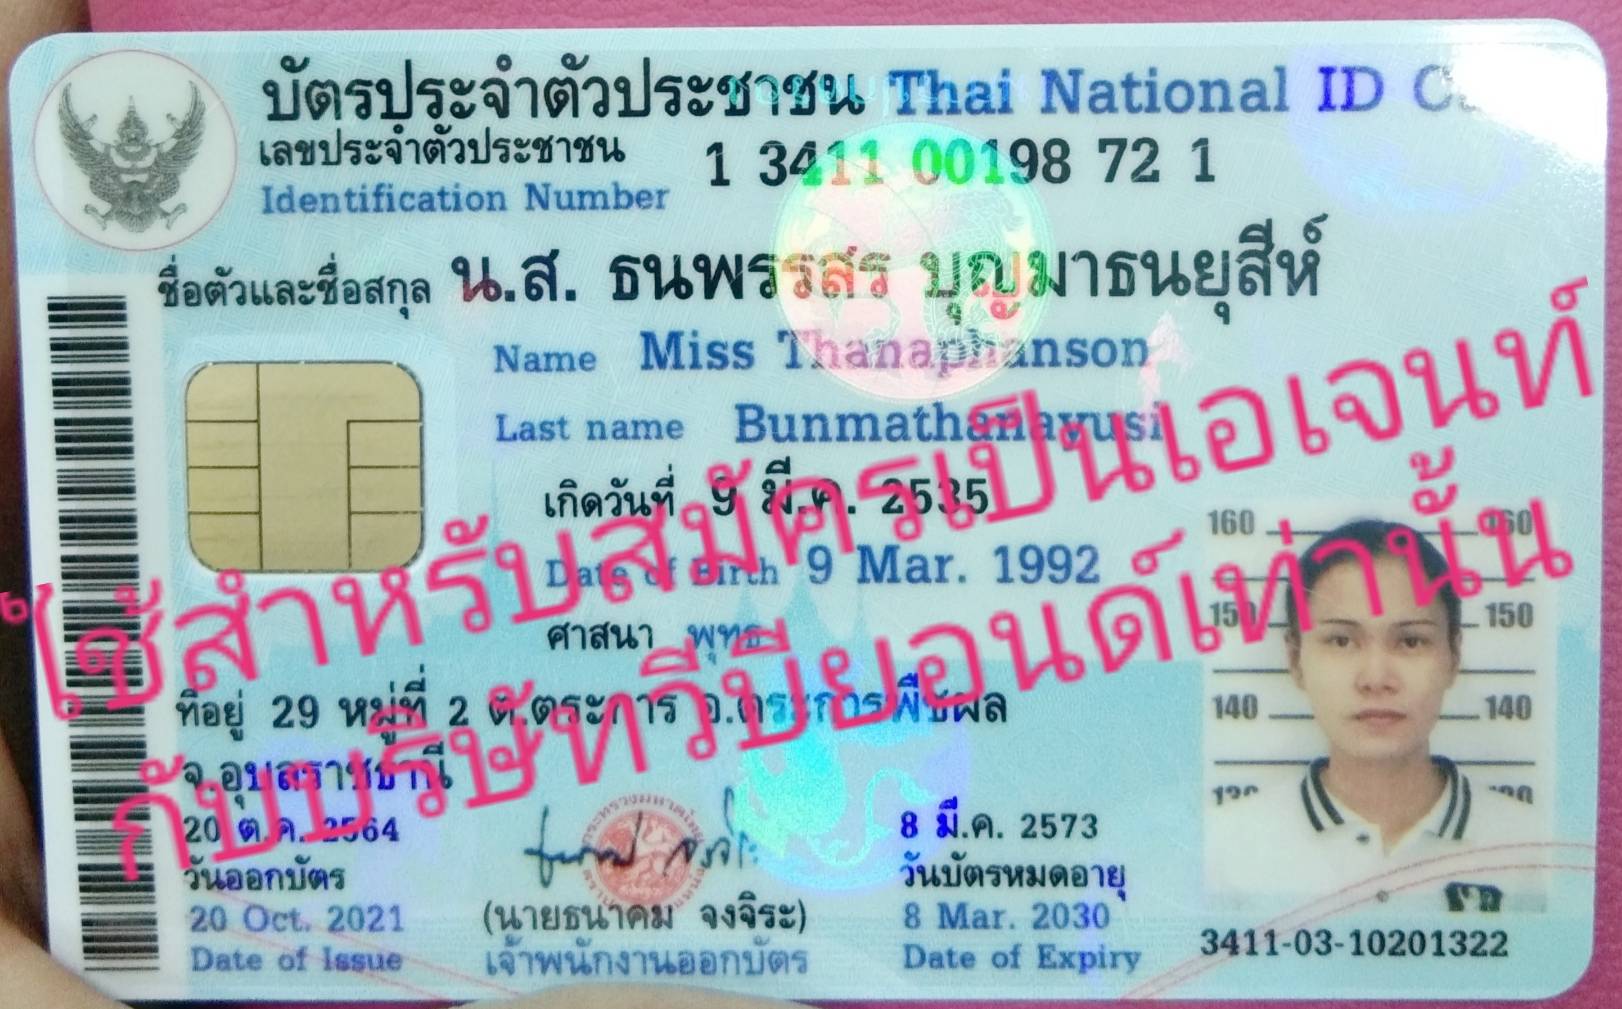 บัตรประจำตัวประชาชน Thai National ID
เลขประจำตัวประชาชน 1 3411 00198 72 1
Identification Number
ชื่อตัวและชื่อสกุล น.ส. ธนพรรสร บุญมาธนยุสีห์
Name Miss Thanaphanson
Last name Bunmathanayusi
เกิดวันที่ 9 มี.ค. 2535
Date of Birth 9 Mar. 1992
ศาสนา พุทธ
ที่อยู่ 29 หมู่ที่ 2 ต.ตระการ อ.ตระการพืชผล
จ.อุบลราชธานี
20 ต.ค. 2564
วันออกบัตร
20 Oct. 2021
Date of Issue
(นายธนาคม จงจิระ)
เจ้าพนักงานออกบัตร
8 มี.ค. 2573
วันบัตรหมดอายุ
8 Mar. 2030
Date of Expiry
160 160
150 150
140 140
3411-03-10201322
ใช้สำหรับสมัครเป็นเอเจนท์
กับบริษัททวีบียอนด์เท่านั้น